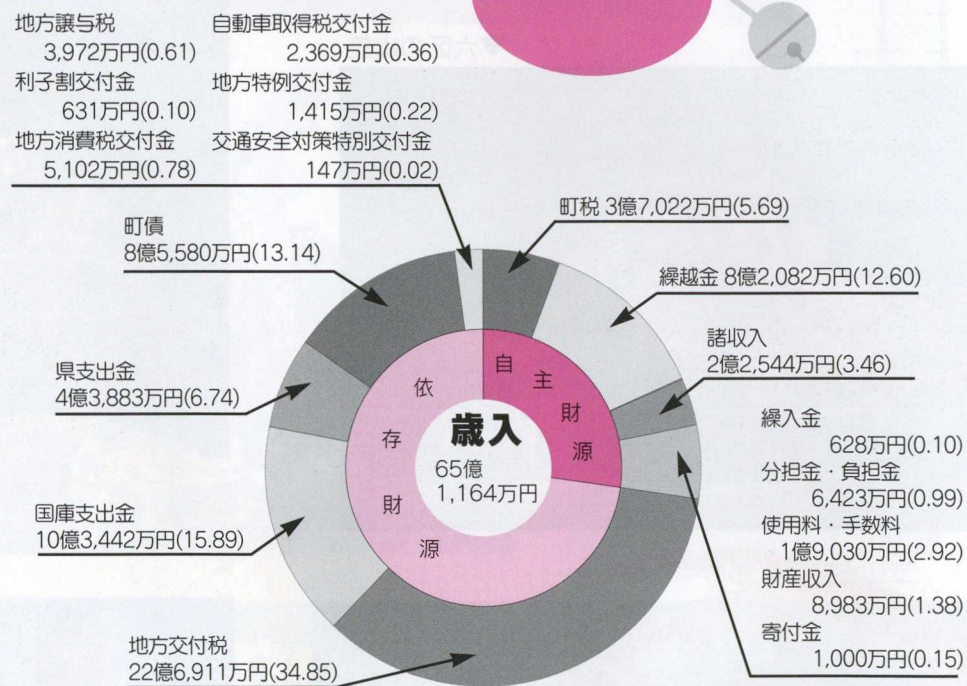 地方譲与税
3,972万円(0.61)
利子割交付金
631万円(0.10)
地方消費税交付金
5,102万円(0.78)
自動車取得税交付金
2,369万円(0.36)
地方特例交付金
1,415万円(0.22)
交通安全対策特別交付金
147万円(0.02)
町税 3億7,022万円(5.69)
繰越金 8億2,082万円(12.60)
諸収入
2億2,544万円(3.46)
繰入金
628万円(0.10)
分担金・負担金
6,423万円(0.99)
使用料・手数料
1億9,030万円(2.92)
財産収入
8,983万円(1.38)
寄付金
1,000万円(0.15)
町債
8億5,580万円(13.14)
県支出金
4億3,883万円(6.74)
国庫支出金
10億3,442万円(15.89)
地方交付税
22億6,911万円(34.85)
自主財源
依存財源
歳入
65億
1,164万円